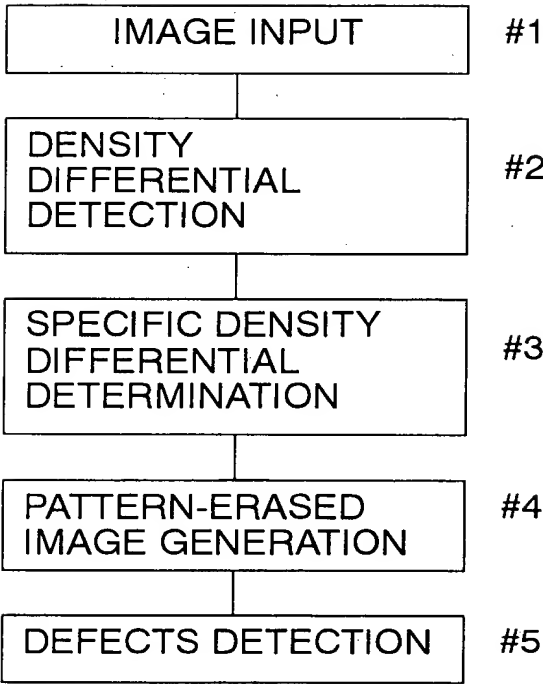 IMAGE INPUT #1
DENSITY
DIFFERENTIAL #2
DETECTION
SPECIFIC DENSITY
DIFFERENTIAL #3
DETERMINATION
PATTERN-ERASED #4
IMAGE GENERATION
DEFECTS DETECTION #5